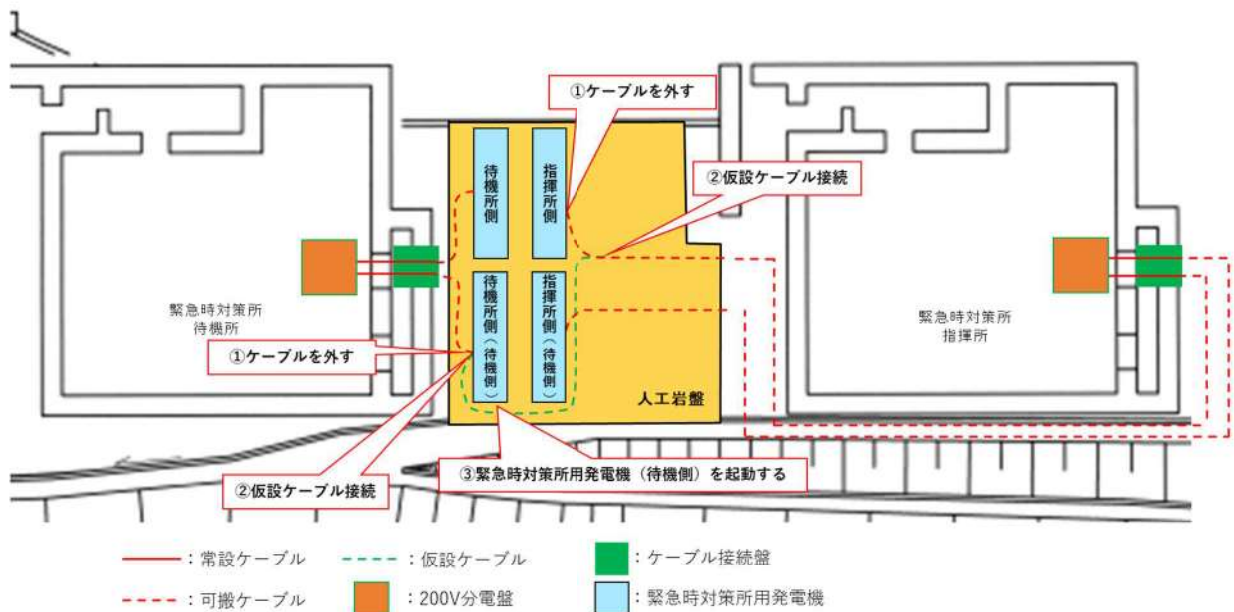 ①ケーブルを外す
②仮設ケーブル接続
待機所側
指揮所側
緊急時対策所
待機所
待機所側(待機側)
指揮所側(待機側)
緊急時対策所
指揮所
①ケーブルを外す
人工岩盤
②仮設ケーブル接続
③緊急時対策所用発電機(待機側)を起動する
:常設ケーブル
:仮設ケーブル
:ケーブル接続盤
:可搬ケーブル
:200V分電盤
:緊急時対策所用発電機